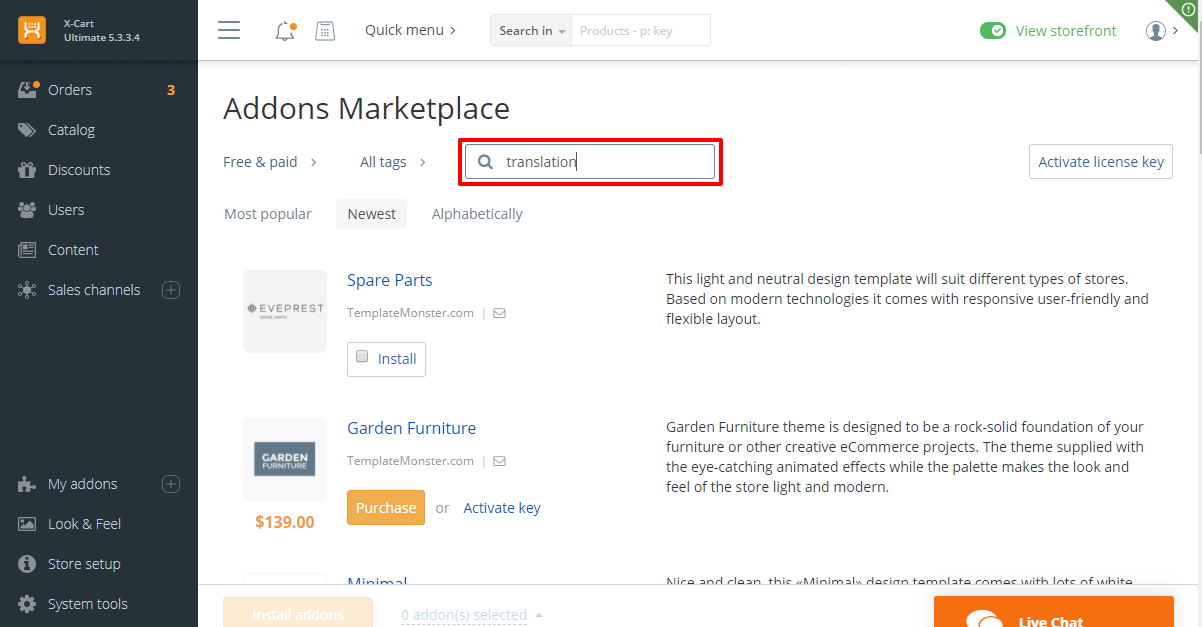 X-Cart
Ultimate 5.3.3.4
Quick menu
Search in
Products - p: key
View storefront
Orders
3
Catalog
Discounts
Users
Content
Sales channels
My addons
Look & Feel
Store setup
System tools
Addons Marketplace
Free & paid
All tags
translation
Activate license key
Most popular
Newest
Alphabetically
EVEPREST
SPARE PARTS
Spare Parts
TemplateMonster.com
Install
This light and neutral design template will suit different types of stores.
Based on modern technologies it comes with responsive user-friendly and
flexible layout.
GARDEN
FURNITURE
$139.00
Garden Furniture
TemplateMonster.com
Purchase or Activate key
Garden Furniture theme is designed to be a rock-solid foundation of your
furniture or other creative eCommerce projects. The theme supplied with
the eye-catching animated effects while the palette makes the look and
feel of the store light and modern.
Minimal
Nice and clean, this «Minimal» design template comes with lots of white
Install addons
0 addon(s) selected
Live Chat